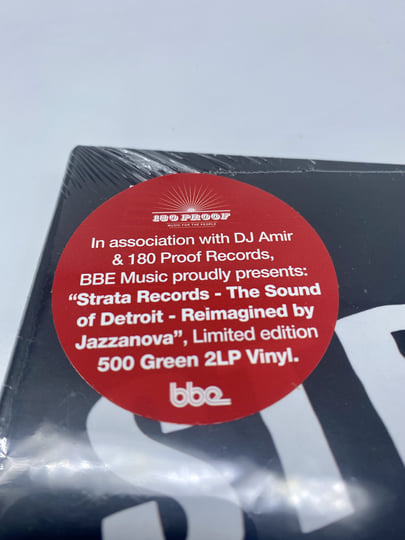 180 PROOF
MUSIC FOR THE PEOPLE
In association with DJ Amir
& 180 Proof Records,
BBE Music proudly presents:
“Strata Records - The Sound
of Detroit - Reimagined by
Jazzanova”, Limited edition
500 Green 2LP Vinyl.
bbe
ST